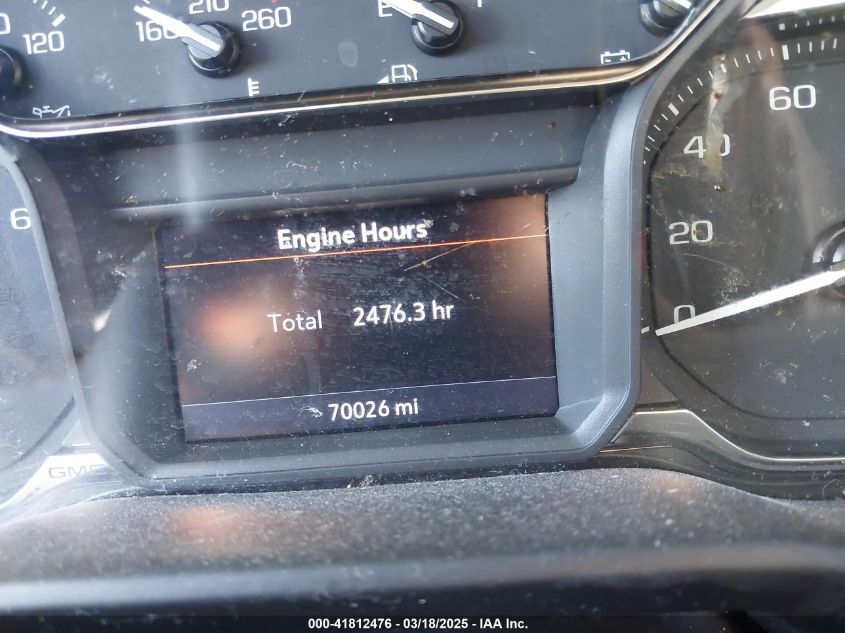 120
160 210 260
E F
6
60
40
20
0
Engine Hours
Total 2476.3 hr
70026 mi
GMC
000-41812476 - 03/18/2025 - IAA Inc.